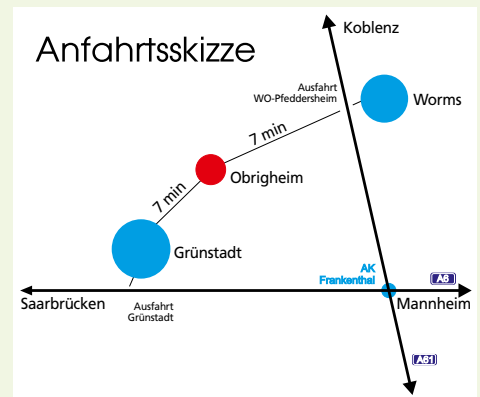 Anfahrtsskizze
Koblenz
Ausfahrt
WO-Pfeddersheim
Worms
7 min
Obrigheim
7 min
Grünstadt
AK
Frankenthal
A6
Saarbrücken
Ausfahrt
Grünstadt
Mannheim
A61